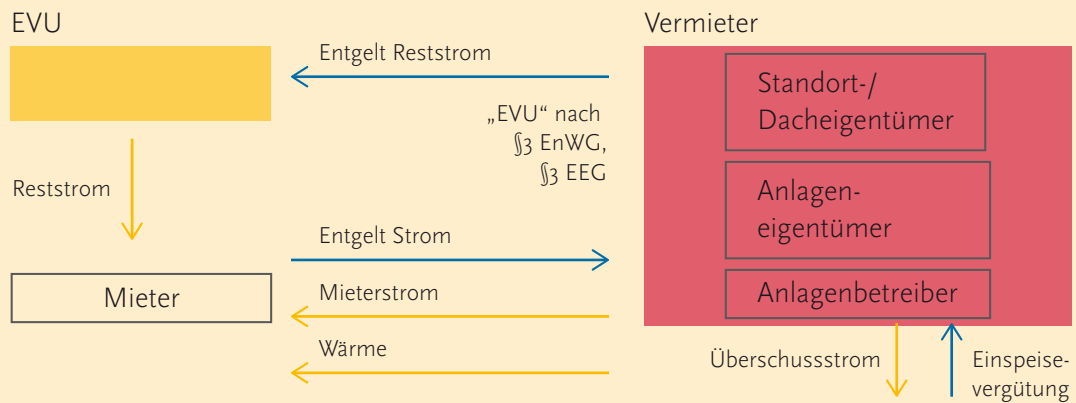 EVU
Vermieter
Entgelt Reststrom
Standort-/
Dacheigentümer
„EVU“ nach
§3 EnWG,
§3 EEG
Reststrom
Anlagen-
eigentümer
Entgelt Strom
Mieter
Mieterstrom
Anlagenbetreiber
Wärme
Überschussstrom
Einspeise-
vergütung